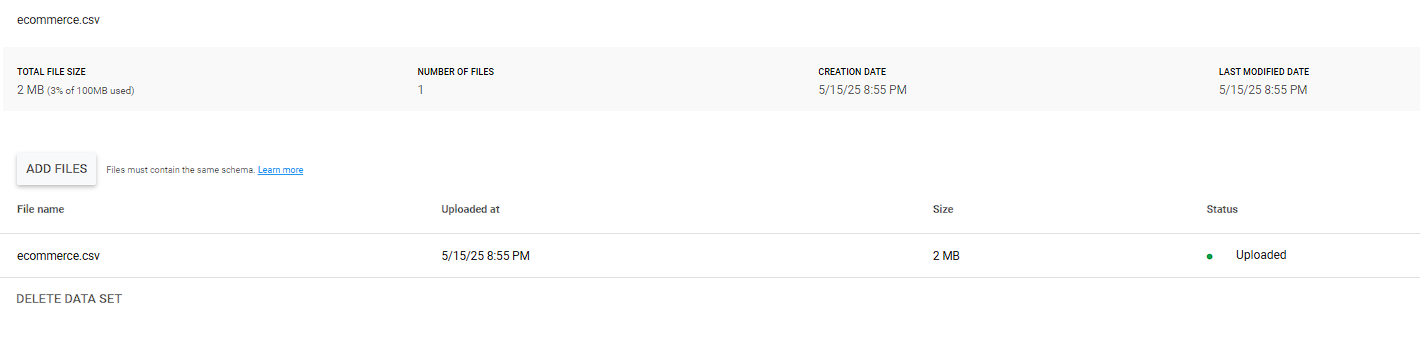 ecommerce.csv
TOTAL FILE SIZE NUMBER OF FILES CREATION DATE LAST MODIFIED DATE
2 MB (3% of 100MB used) 1 5/15/25 8:55 PM 5/15/25 8:55 PM
ADD FILES Files must contain the same schema. Learn more
File name Uploaded at Size Status
ecommerce.csv 5/15/25 8:55 PM 2 MB Uploaded
DELETE DATA SET